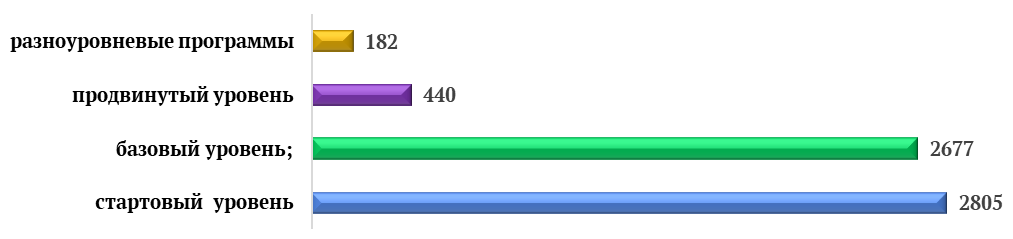 разноуровневые программы 182
продвинутый уровень 440
базовый уровень; 2677
стартовый уровень 2805